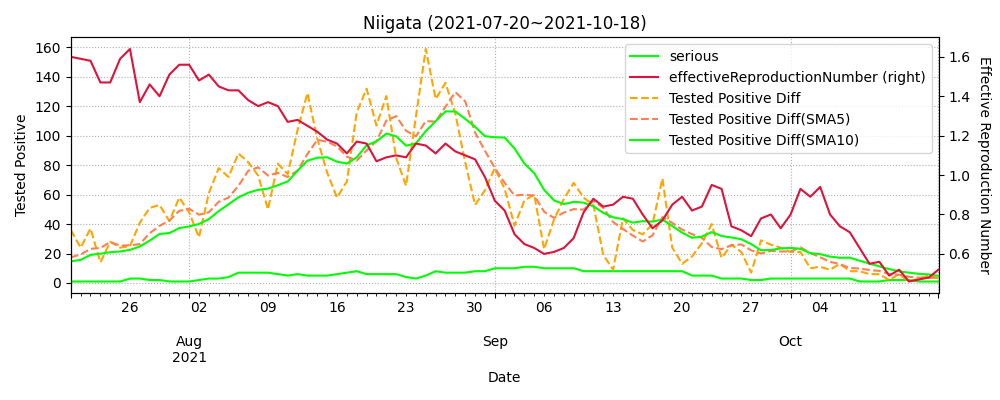 Niigata (2021-07-20~2021-10-18)
serious
effectiveReproductionNumber (right)
Tested Positive Diff
Tested Positive Diff(SMA5)
Tested Positive Diff(SMA10)
Tested Positive
160
140
120
100
80
60
40
20
0
1.6
1.4
1.2
1.0
0.8
0.6
Effective Reproduction Number
26 02 09 16 23 30 06 13 20 27 04 11
Aug Sep Oct
2021
Date